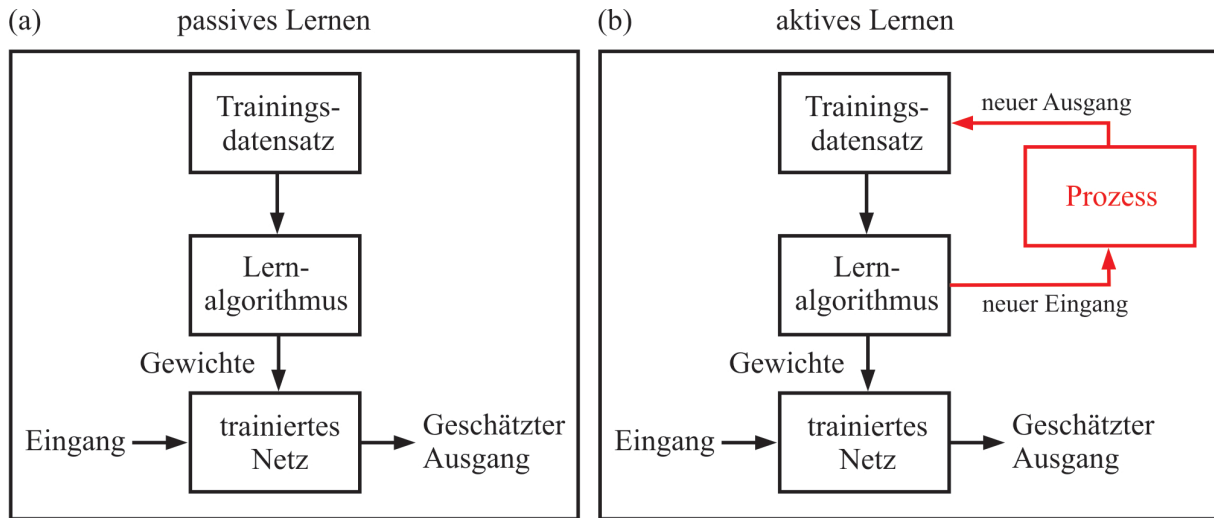 (a) passives Lernen
Trainings-
datensatz
Lern-
algorithmus
Gewichte
Eingang
trainiertes
Netz
Geschätzter
Ausgang
(b) aktives Lernen
Trainings-
datensatz
neuer Ausgang
Prozess
Lern-
algorithmus
neuer Eingang
Gewichte
Eingang
trainiertes
Netz
Geschätzter
Ausgang